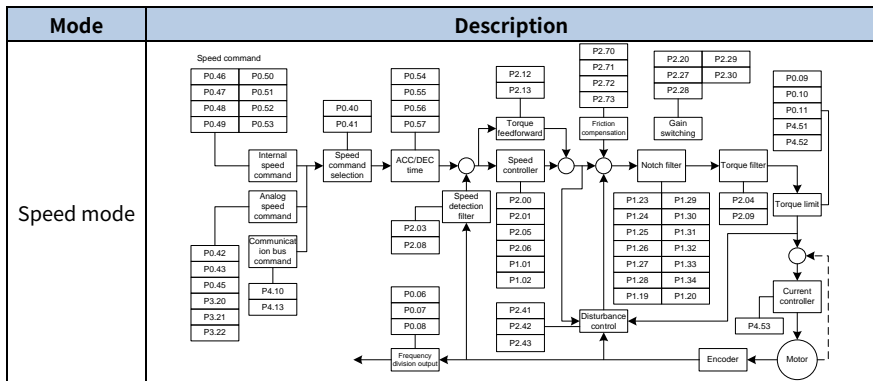 Mode
Description
Speed mode
Speed command
P0.46 P0.50
P0.47 P0.51
P0.48 P0.52
P0.49 P0.53
Internal
speed
command
Analog
speed
command
Communicat
ion bus
command
P0.42
P0.43
P0.45
P3.20
P3.21
P3.22
P4.10
P4.13
P0.40
P0.41
Speed
command
selection
P0.54
P0.55
P0.56
P0.57
ACC/DEC
time
P2.12
P2.13
Torque
feedforward
Speed
controller
P2.00
P2.01
P2.05
P2.06
P1.01
P1.02
Speed
detection
filter
P2.03
P2.08
P2.70
P2.71
P2.72
P2.73
Friction
compensation
P2.20 P2.29
P2.27 P2.30
P2.28
Gain
switching
Notch filter
P1.23 P1.29
P1.24 P1.30
P1.25 P1.31
P1.26 P1.32
P1.27 P1.33
P1.28 P1.34
P1.19 P1.20
Torque filter
P2.04
P2.09
P0.09
P0.10
P0.11
P4.51
P4.52
Torque limit
Current
controller
P4.53
Motor
Encoder
Disturbance
control
P2.41
P2.42
P2.43
P0.06
P0.07
P0.08
Frequency
division output